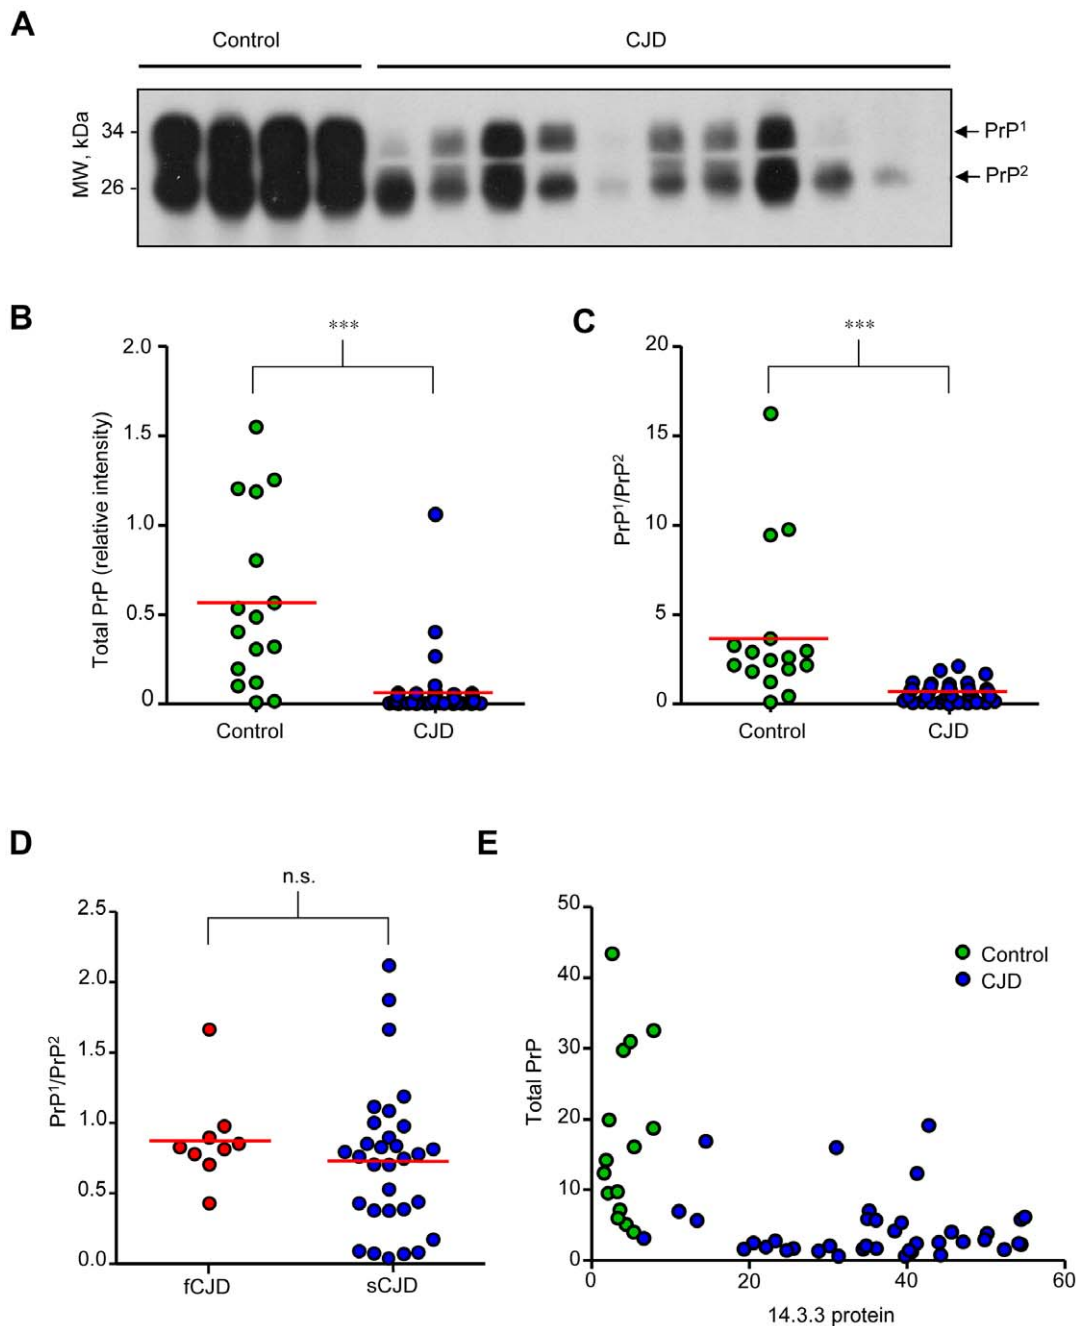 A
Control CJD
MW, kDa
34
26
PrP¹
PrP²
B
***
Total PrP (relative intensity)
2.0
1.5
1.0
0.5
0
Control CJD
C
***
PrP¹/PrP²
20
15
10
5
0
Control CJD
D
n.s.
PrP¹/PrP²
2.5
2.0
1.5
1.0
0.5
0.0
fCJD sCJD
E
Total PrP
50
40
30
20
10
0
Control
CJD
0 20 40 60
14.3.3 protein